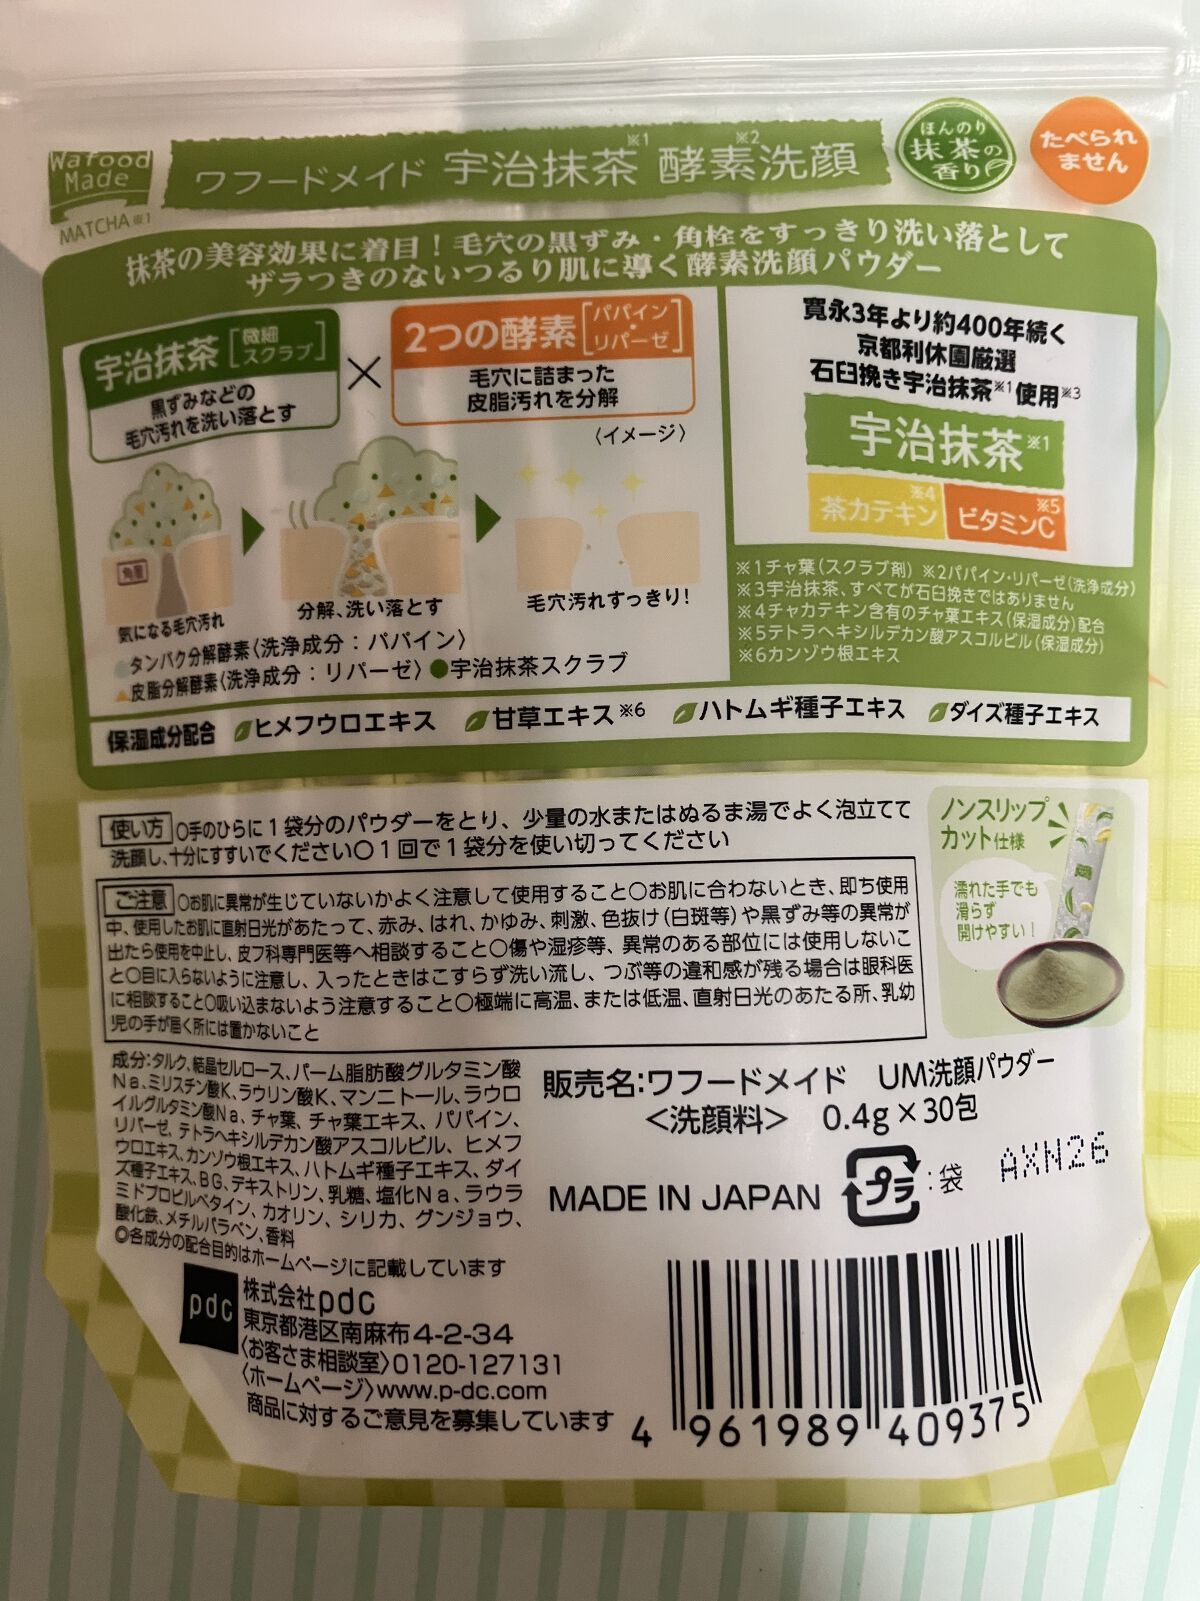 Wafood
Made
MATCHA※1
ワフードメイド 宇治抹茶※1 酵素※2洗顔
ほんのり
抹茶の
香り
たべられ
ません
抹茶の美容効果に着目！毛穴の黒ずみ・角栓をすっきり洗い落として
ザラつきのないつるり肌に導く酵素洗顔パウダー
宇治抹茶［微細スクラブ］
黒ずみなどの
毛穴汚れを洗い落とす
×
2つの酵素［パパイン・リパーゼ］
毛穴に詰まった
皮脂汚れを分解
〈イメージ〉
角層
気になる毛穴汚れ
分解、洗い落とす
毛穴汚れすっきり！
タンパク分解酵素〈洗浄成分：パパイン〉
皮脂分解酵素〈洗浄成分：リパーゼ〉●宇治抹茶スクラブ
寛永3年より約400年続く
京都利休園厳選
石臼挽き宇治抹茶※1使用※3
宇治抹茶※1
茶カテキン※4
ビタミンC※5
※1チャ葉（スクラブ剤） ※2パパイン・リパーゼ（洗浄成分）
※3宇治抹茶、すべてが石臼挽きではありません
※4チャカテキン含有のチャ葉エキス（保湿成分）配合
※5テトラヘキシルデカン酸アスコルビル（保湿成分）
※6カンゾウ根エキス
保湿成分配合 ヒメフウロエキス 甘草エキス※6 ハトムギ種子エキス ダイズ種子エキス
使い方 ○手のひらに1袋分のパウダーをとり、少量の水またはぬるま湯でよく泡立てて
洗顔し、十分にすすいでください○1回で1袋分を使い切ってください
ノンスリップ
カット仕様
濡れた手でも
滑らず
開けやすい！
ご注意 ○お肌に異常が生じていないかよく注意して使用すること○お肌に合わないとき、即ち使用
中、使用したお肌に直射日光があたって、赤み、はれ、かゆみ、刺激、色抜け（白斑等）や黒ずみ等の異常が
出たら使用を中止し、皮フ科専門医等へ相談すること○傷や湿疹等、異常のある部位には使用しないこ
と○目に入らないように注意し、入ったときはこすらず洗い流し、つぶ等の違和感が残る場合は眼科医
に相談すること○吸い込まないよう注意すること○極端に高温、または低温、直射日光のあたる所、乳幼
児の手が届く所には置かないこと
成分：タルク、結晶セルロース、パーム脂肪酸グルタミン酸
Na、ミリスチン酸K、ラウリン酸K、マンニトール、ラウロ
イルグルタミン酸Na、チャ葉、チャ葉エキス、パパイン、
リパーゼ、テトラヘキシルデカン酸アスコルビル、ヒメフ
ウロエキス、カンゾウ根エキス、ハトムギ種子エキス、ダイ
ズ種子エキス、BG、デキストリン、乳糖、塩化Na、ラウラ
ミドプロピルベタイン、カオリン、シリカ、グンジョウ、
酸化鉄、メチルパラベン、香料
◎各成分の配合目的はホームページに記載しています
販売名：ワフードメイド UM洗顔パウダー
＜洗顔料＞ 0.4g×30包
MADE IN JAPAN
プラ
：袋
AXN26
pdc
株式会社pdc
東京都港区南麻布4-2-34
〈お客さま相談室〉0120-127131
〈ホームページ〉www.p-dc.com
商品に対するご意見を募集しています
4 961989 409375